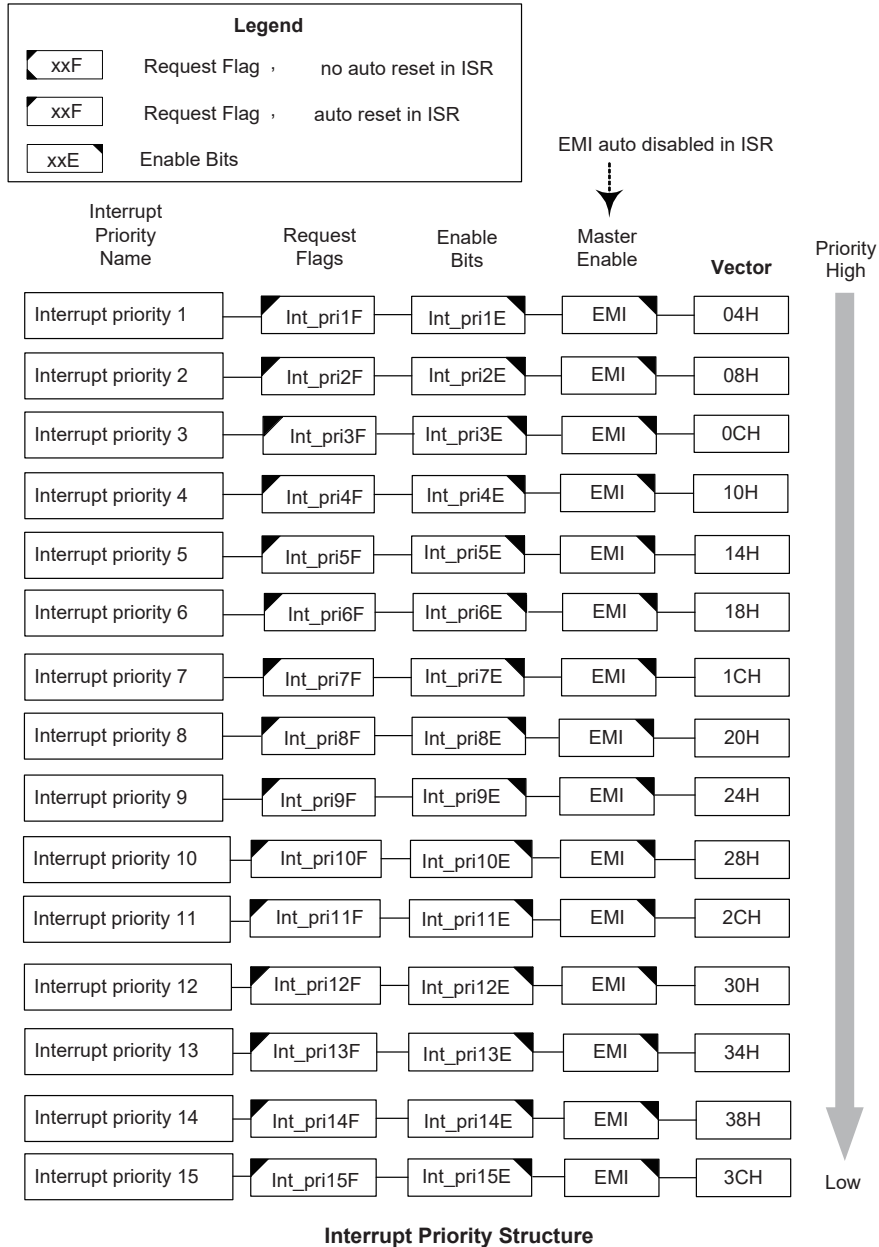 Legend
xxF Request Flag , no auto reset in ISR
xxF Request Flag , auto reset in ISR
xxE Enable Bits
EMI auto disabled in ISR
Interrupt
Priority
Name
Request
Flags
Enable
Bits
Master
Enable
Vector
Priority
High
Interrupt priority 1 Int_pri1F Int_pri1E EMI 04H
Interrupt priority 2 Int_pri2F Int_pri2E EMI 08H
Interrupt priority 3 Int_pri3F Int_pri3E EMI 0CH
Interrupt priority 4 Int_pri4F Int_pri4E EMI 10H
Interrupt priority 5 Int_pri5F Int_pri5E EMI 14H
Interrupt priority 6 Int_pri6F Int_pri6E EMI 18H
Interrupt priority 7 Int_pri7F Int_pri7E EMI 1CH
Interrupt priority 8 Int_pri8F Int_pri8E EMI 20H
Interrupt priority 9 Int_pri9F Int_pri9E EMI 24H
Interrupt priority 10 Int_pri10F Int_pri10E EMI 28H
Interrupt priority 11 Int_pri11F Int_pri11E EMI 2CH
Interrupt priority 12 Int_pri12F Int_pri12E EMI 30H
Interrupt priority 13 Int_pri13F Int_pri13E EMI 34H
Interrupt priority 14 Int_pri14F Int_pri14E EMI 38H
Interrupt priority 15 Int_pri15F Int_pri15E EMI 3CH
Low
Interrupt Priority Structure